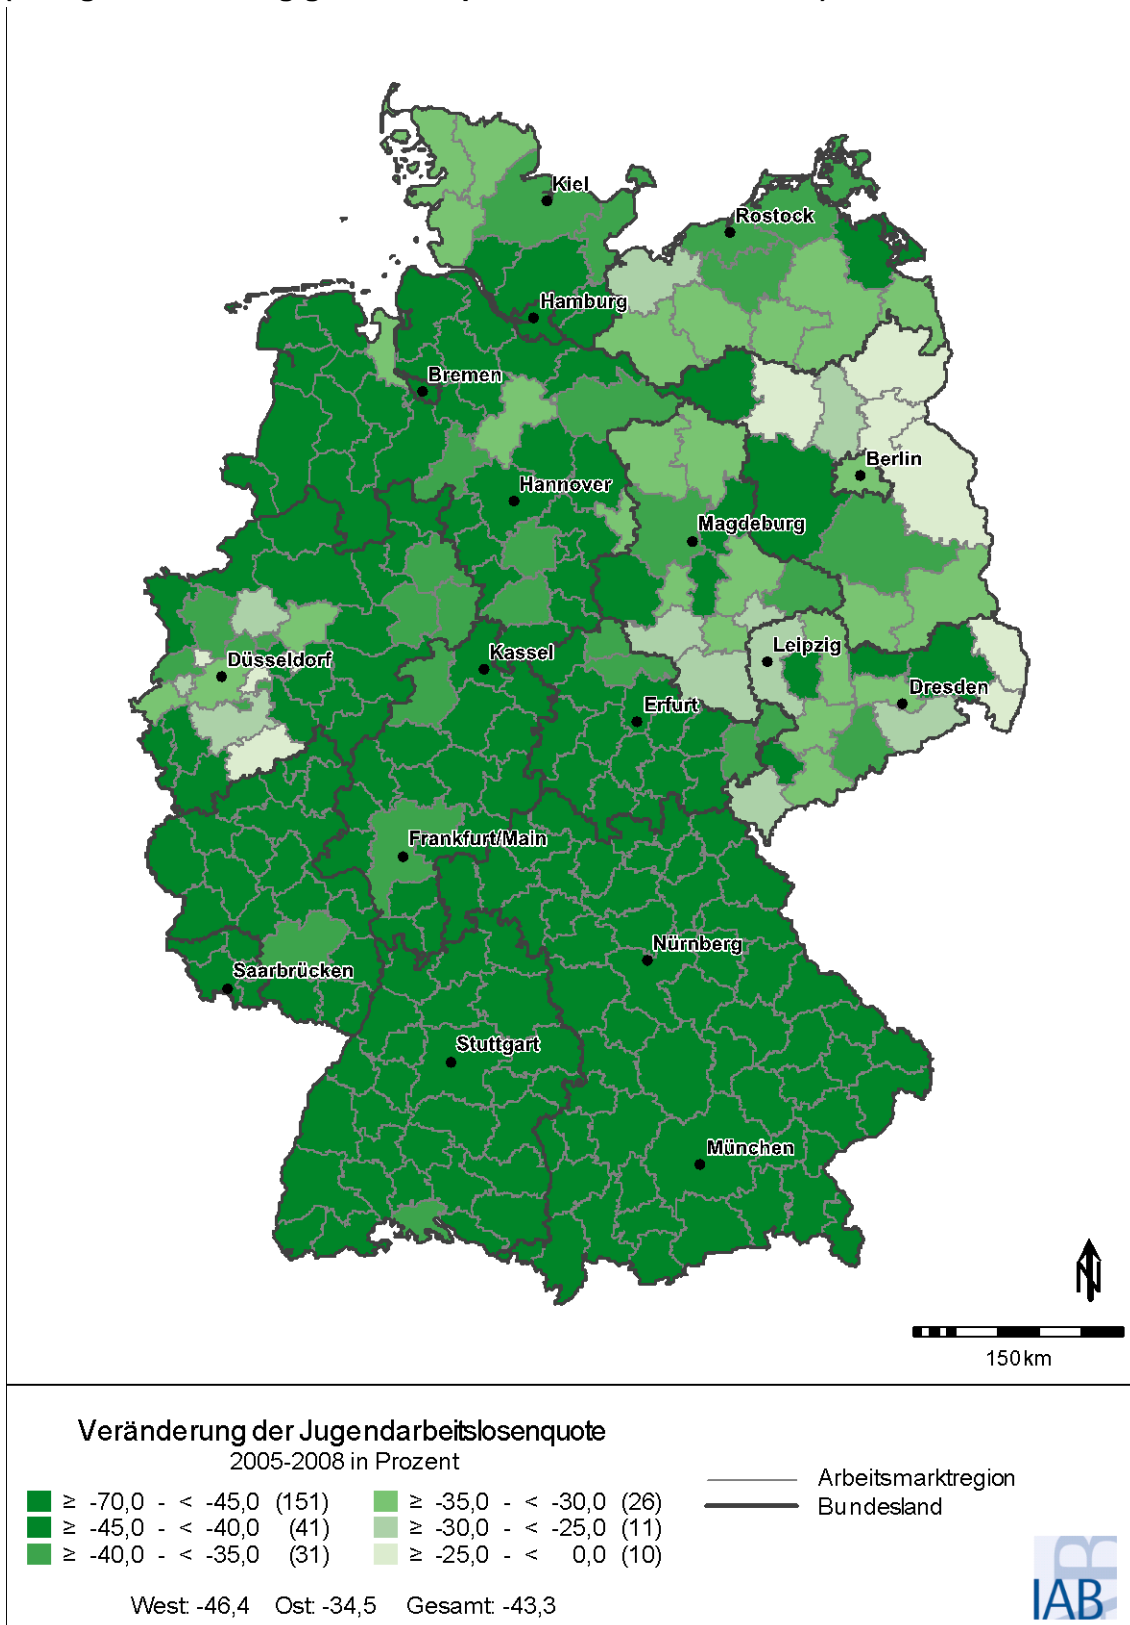 Kiel
Rostock
Hamburg
Bremen
Berlin
Hannover
Magdeburg
Düsseldorf
Kassel
Leipzig
Dresden
Erfurt
Frankfurt/Main
Nürnberg
Saarbrücken
Stuttgart
München
N
150km
Veränderung der Jugendarbeitslosenquote
2005-2008 in Prozent
≥ -70,0 - < -45,0 (151)
≥ -45,0 - < -40,0 (41)
≥ -40,0 - < -35,0 (31)
≥ -35,0 - < -30,0 (26)
≥ -30,0 - < -25,0 (11)
≥ -25,0 - < 0,0 (10)
West: -46,4 Ost: -34,5 Gesamt: -43,3
Arbeitsmarktregion
Bundesland
IAB